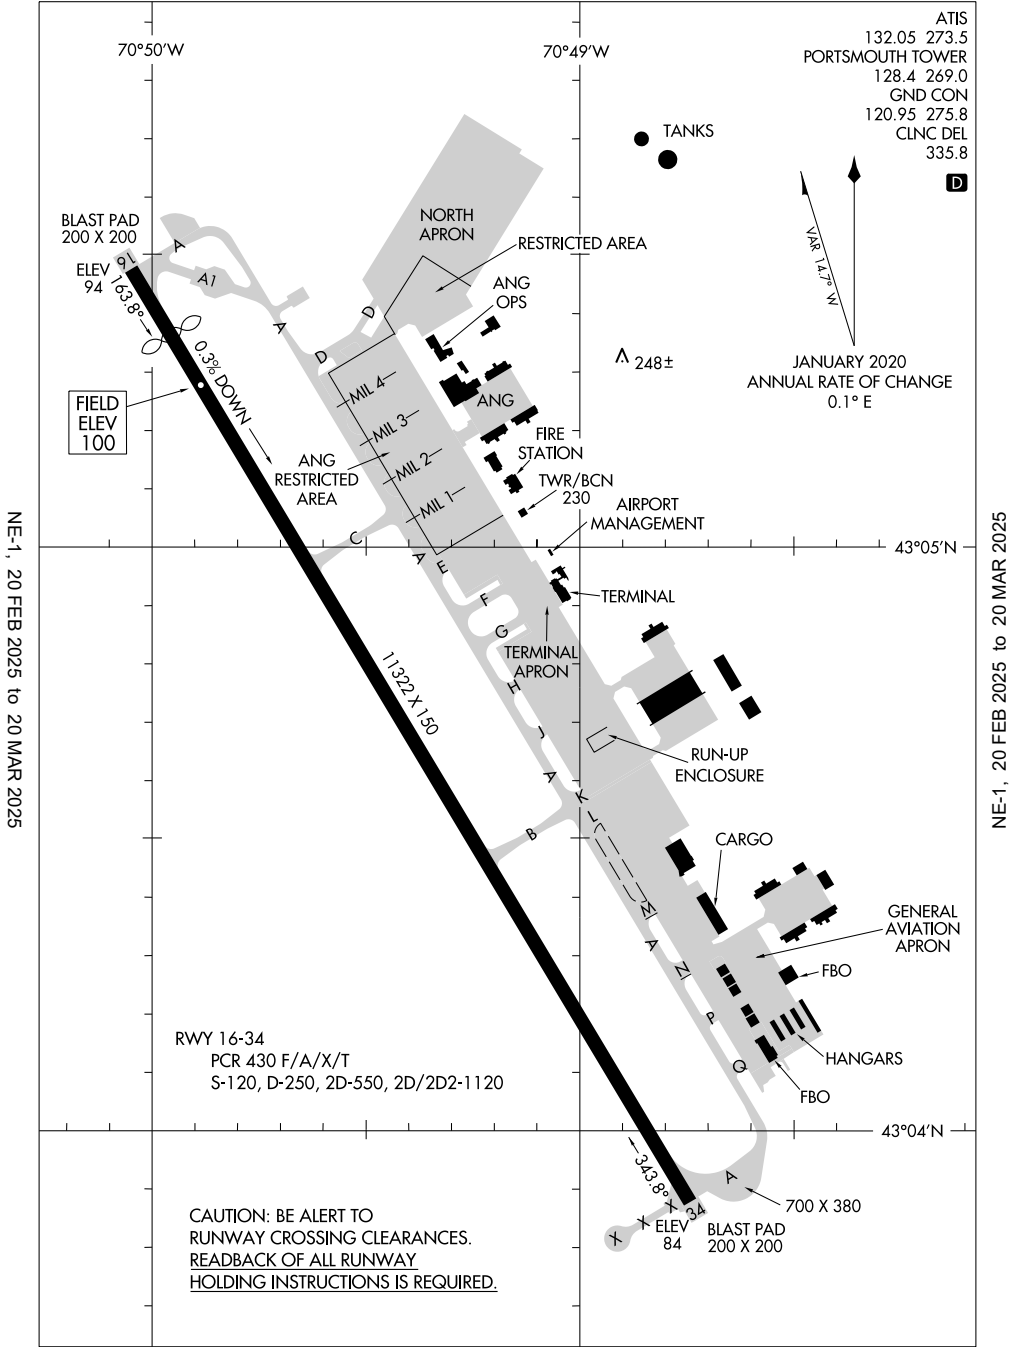 ATIS
132.05 273.5
PORTSMOUTH TOWER
128.4 269.0
GND CON
120.95 275.8
CLNC DEL
335.8
D
70°50'W
70°49'W
TANKS
VAR 14.7° W
JANUARY 2020
ANNUAL RATE OF CHANGE
0.1° E
BLAST PAD
200 X 200
16
ELEV
94
163.8°
A
A1
A
D
D
NORTH
APRON
RESTRICTED AREA
ANG
OPS
248±
0.3% DOWN
FIELD
ELEV
100
MIL 4
MIL 3
MIL 2
MIL 1
ANG
ANG
RESTRICTED
AREA
FIRE
STATION
TWR/BCN
230
AIRPORT
MANAGEMENT
43°05'N
C
A
E
F
G
H
J
A
K
L
TERMINAL
TERMINAL
APRON
11322 X 150
RUN-UP
ENCLOSURE
B
CARGO
M
A
N
P
Q
GENERAL
AVIATION
APRON
FBO
HANGARS
FBO
RWY 16-34
PCR 430 F/A/X/T
S-120, D-250, 2D-550, 2D/2D2-1120
43°04'N
343.8°
A
700 X 380
X
X
X
34
ELEV
84
BLAST PAD
200 X 200
CAUTION: BE ALERT TO
RUNWAY CROSSING CLEARANCES.
READBACK OF ALL RUNWAY
HOLDING INSTRUCTIONS IS REQUIRED.
NE-1, 20 FEB 2025 to 20 MAR 2025
NE-1, 20 FEB 2025 to 20 MAR 2025